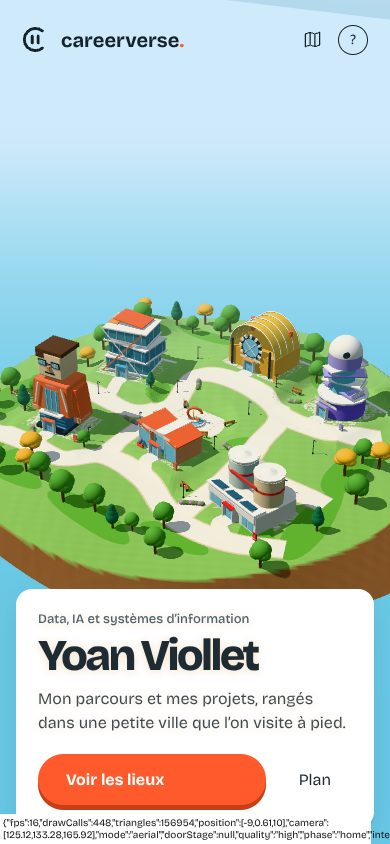 careerverse.
?
Data, IA et systèmes d'information
Yoan Viollet
Mon parcours et mes projets, rangés
dans une petite ville que l'on visite à pied.
Voir les lieux
Plan
{"fps":16,"drawCalls":448,"triangles":156954,"position":[-9,0.61,10],"camera":
[125.12,133.28,165.92],"mode":"aerial","doorStage":null,"quality":"high","phase":"home","inte